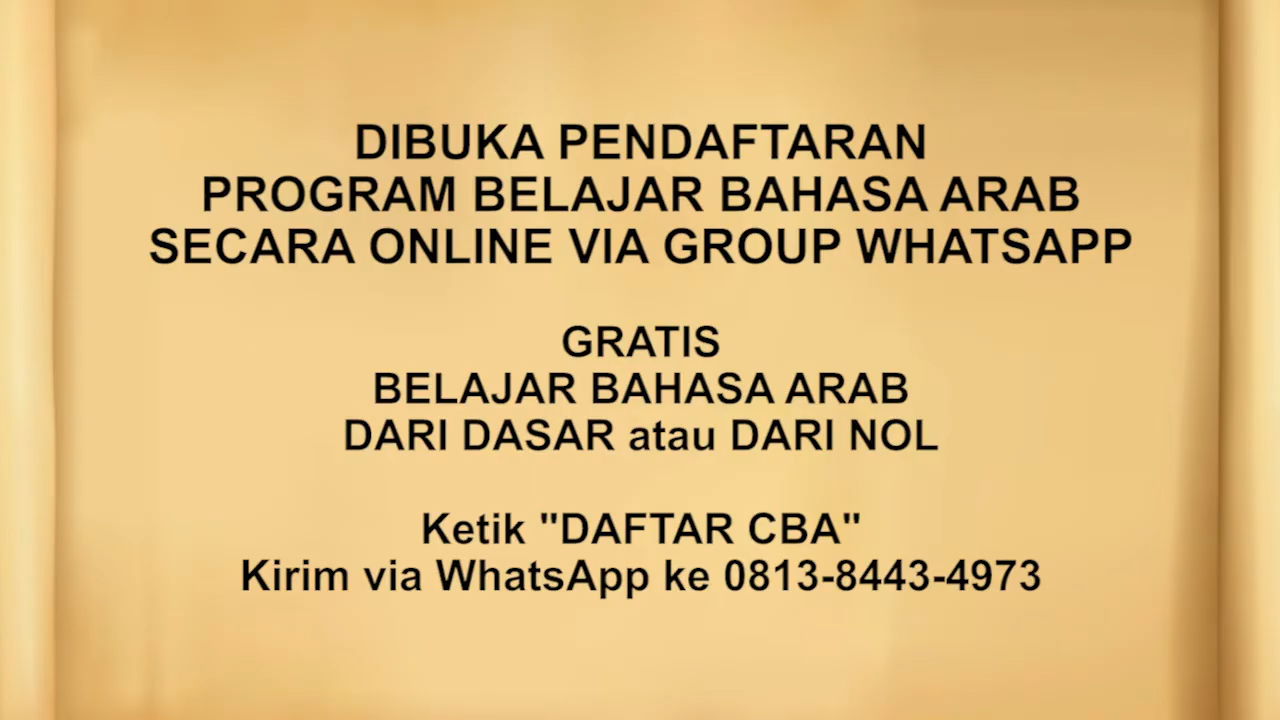 DIBUKA PENDAFTARAN
PROGRAM BELAJAR BAHASA ARAB
SECARA ONLINE VIA GROUP WHATSAPP
GRATIS
BELAJAR BAHASA ARAB
DARI DASAR atau DARI NOL
Ketik "DAFTAR CBA"
Kirim via WhatsApp ke 0813-8443-4973